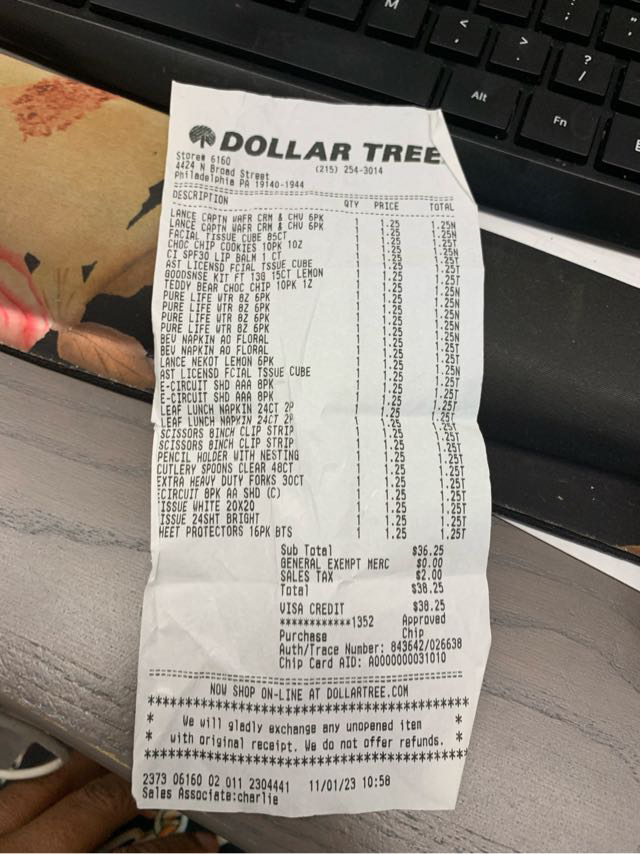 M
<
,
>
.
?
/
Alt
Fn
DOLLAR TREE
Store# 6160
(215) 254-3014
4424 N Broad Street
Philadelphia PA 19140-1944
DESCRIPTION QTY PRICE TOTAL
LANCE CAPTN WAFR CRM & CHV 6PK 1 1.25 1.25N
LANCE CAPTN WAFR CRM & CHV 6PK 1 1.25 1.25N
FACIAL TISSUE CUBE 85CT 1 1.25 1.25T
CHOC CHIP COOKIES 10PK 1OZ 1 1.25 1.25N
CI SPF30 LIP BALM 1 CT 1 1.25 1.25N
AST LICENSD FCIAL TSSUE CUBE 1 1.25 1.25T
GOODSNSE KIT FT 13G 15CT LEMON 1 1.25 1.25T
TEDDY BEAR CHOC CHIP 10PK 1Z 1 1.25 1.25N
PURE LIFE WTR 8Z 6PK 1 1.25 1.25N
PURE LIFE WTR 8Z 6PK 1 1.25 1.25N
PURE LIFE WTR 8Z 6PK 1 1.25 1.25N
PURE LIFE WTR 8Z 6PK 1 1.25 1.25N
BEV NAPKIN AO FLORAL 1 1.25 1.25T
BEV NAPKIN AO FLORAL 1 1.25 1.25T
LANCE NEKOT LEMON 6PK 1 1.25 1.25N
AST LICENSD FCIAL TSSUE CUBE 1 1.25 1.25T
E-CIRCUIT SHD AAA 8PK 1 1.25 1.25T
E-CIRCUIT SHD AAA 8PK 1 1.25 1.25T
LEAF LUNCH NAPKIN 24CT 2P 1 1.25 1.25T
LEAF LUNCH NAPKIN 24CT 2P 1 1.25 1.25T
SCISSORS 8INCH CLIP STRIP 1 1.25 1.25T
SCISSORS 8INCH CLIP STRIP 1 1.25 1.25T
PENCIL HOLDER WITH NESTING 1 1.25 1.25T
CUTLERY SPOONS CLEAR 48CT 1 1.25 1.25T
EXTRA HEAVY DUTY FORKS 30CT 1 1.25 1.25T
CIRCUIT 8PK AA SHD (C) 1 1.25 1.25T
TISSUE WHITE 20X20 1 1.25 1.25T
ISSUE 24SHT BRIGHT 1 1.25 1.25T
HEET PROTECTORS 16PK BTS 1 1.25 1.25T
Sub Total $36.25
GENERAL EXEMPT MERC $0.00
SALES TAX $2.00
Total $38.25
VISA CREDIT $38.25
************1352 Approved
Purchase Chip
Auth/Trace Number: 843642/026638
Chip Card AID: A0000000031010
NOW SHOP ON-LINE AT DOLLARTREE.COM
****************************************
* We will gladly exchange any unopened item *
* with original receipt. We do not offer refunds. *
****************************************
2373 06160 02 011 2304441 11/01/23 10:58
Sales Associate:charlie